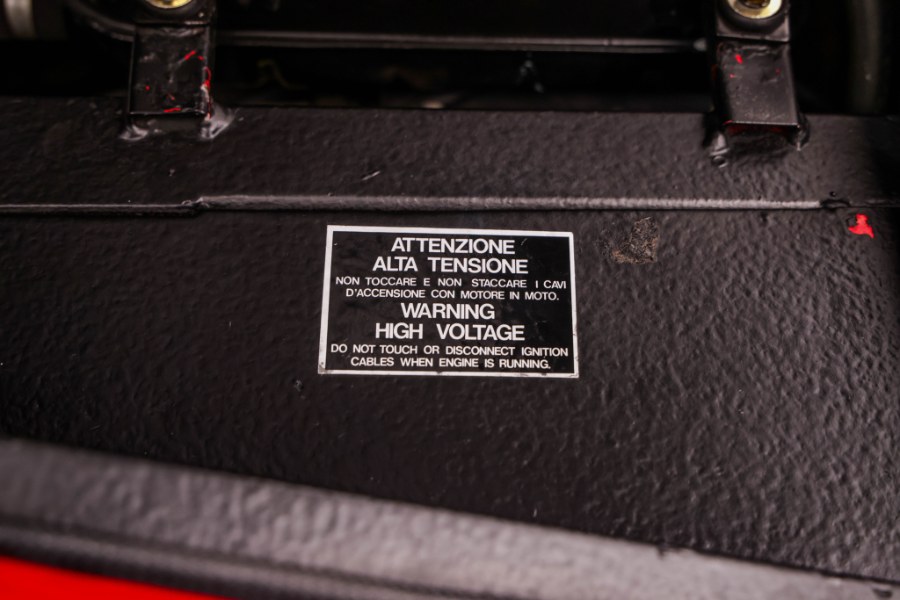 ATTENZIONE
ALTA TENSIONE
NON TOCCARE E NON STACCARE I CAVI
D'ACCENSIONE CON MOTORE IN MOTO.
WARNING
HIGH VOLTAGE
DO NOT TOUCH OR DISCONNECT IGNITION
CABLES WHEN ENGINE IS RUNNING.